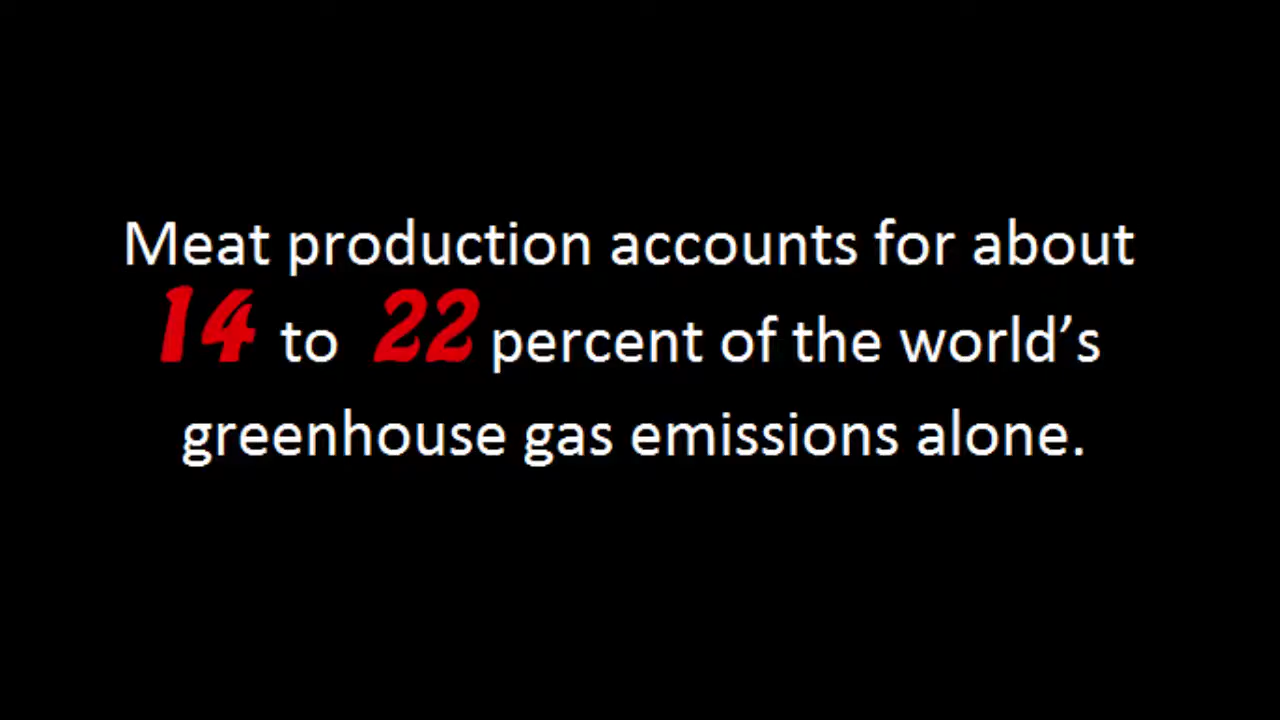 Meat production accounts for about
14 to 22 percent of the world’s
greenhouse gas emissions alone.